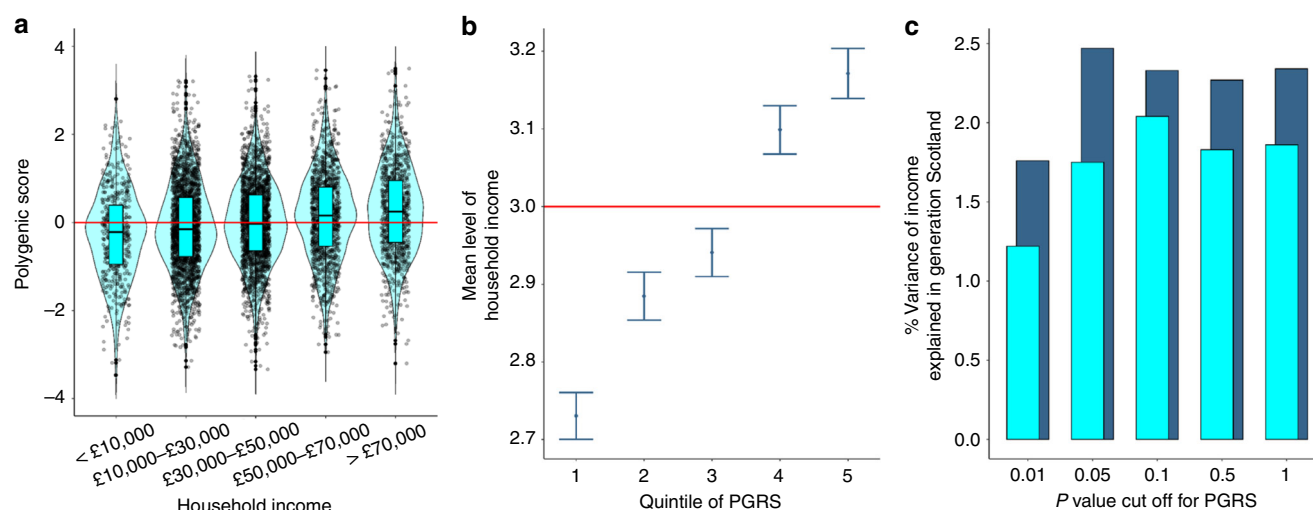 a
Polygenic score
4
2
0
–2
–4
< £10,000
£10,000–£30,000
£30,000–£50,000
£50,000–£70,000
> £70,000
Household income
b
Mean level of
household income
3.2
3.1
3.0
2.9
2.8
2.7
1 2 3 4 5
Quintile of PGRS
c
% Variance of income
explained in generation Scotland
2.5
2.0
1.5
1.0
0.5
0.0
0.01 0.05 0.1 0.5 1
P value cut off for PGRS